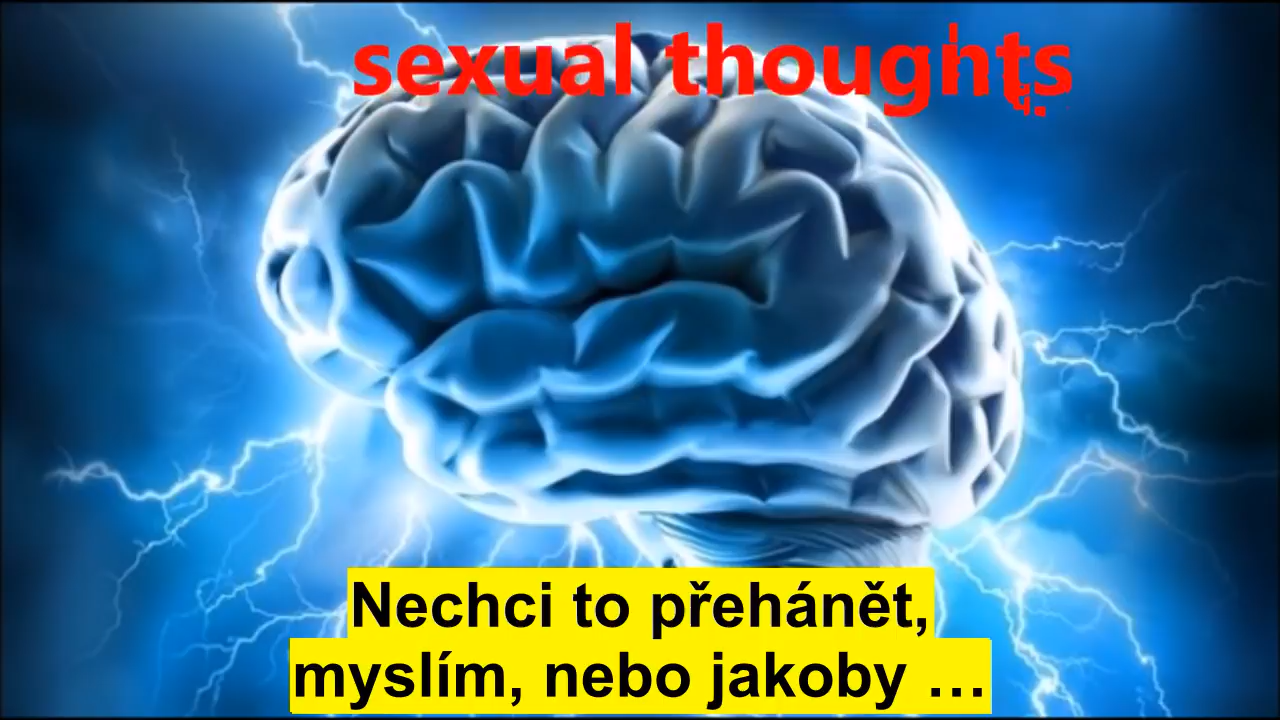 sexual thoughts
Nechci to přehánět,
myslím, nebo jakoby …